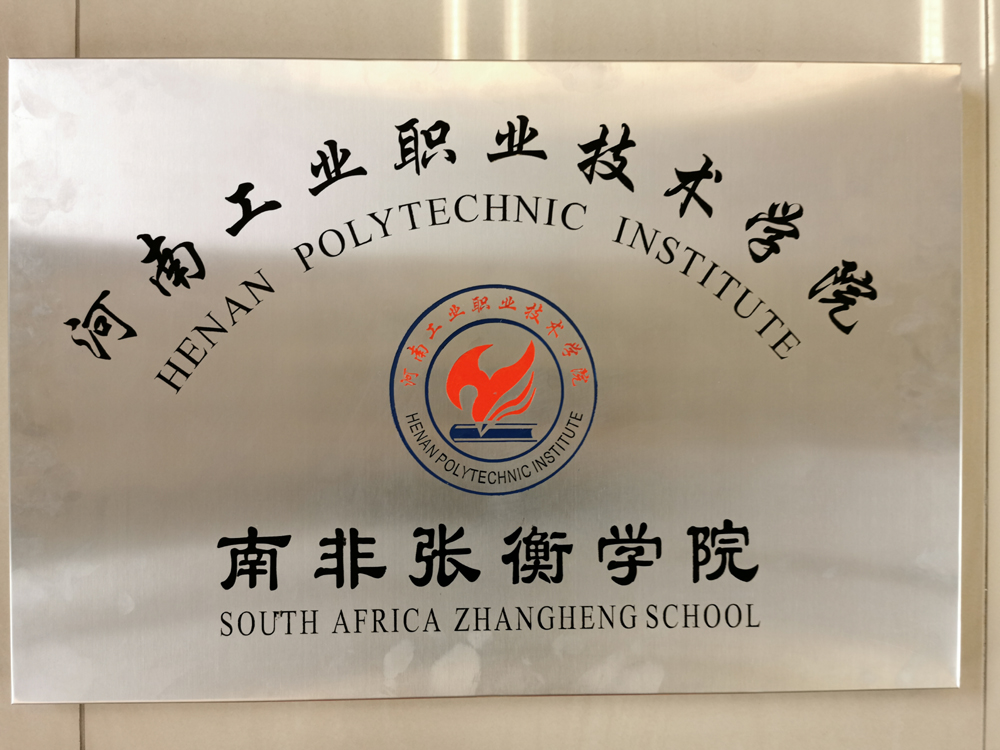 河南工业职业技术学院
HENAN POLYTECHNIC INSTITUTE
河南工业职业技术学院
HENAN POLYTECHNIC INSTITUTE
南非张衡学院
SOUTH AFRICA ZHANGHENG SCHOOL